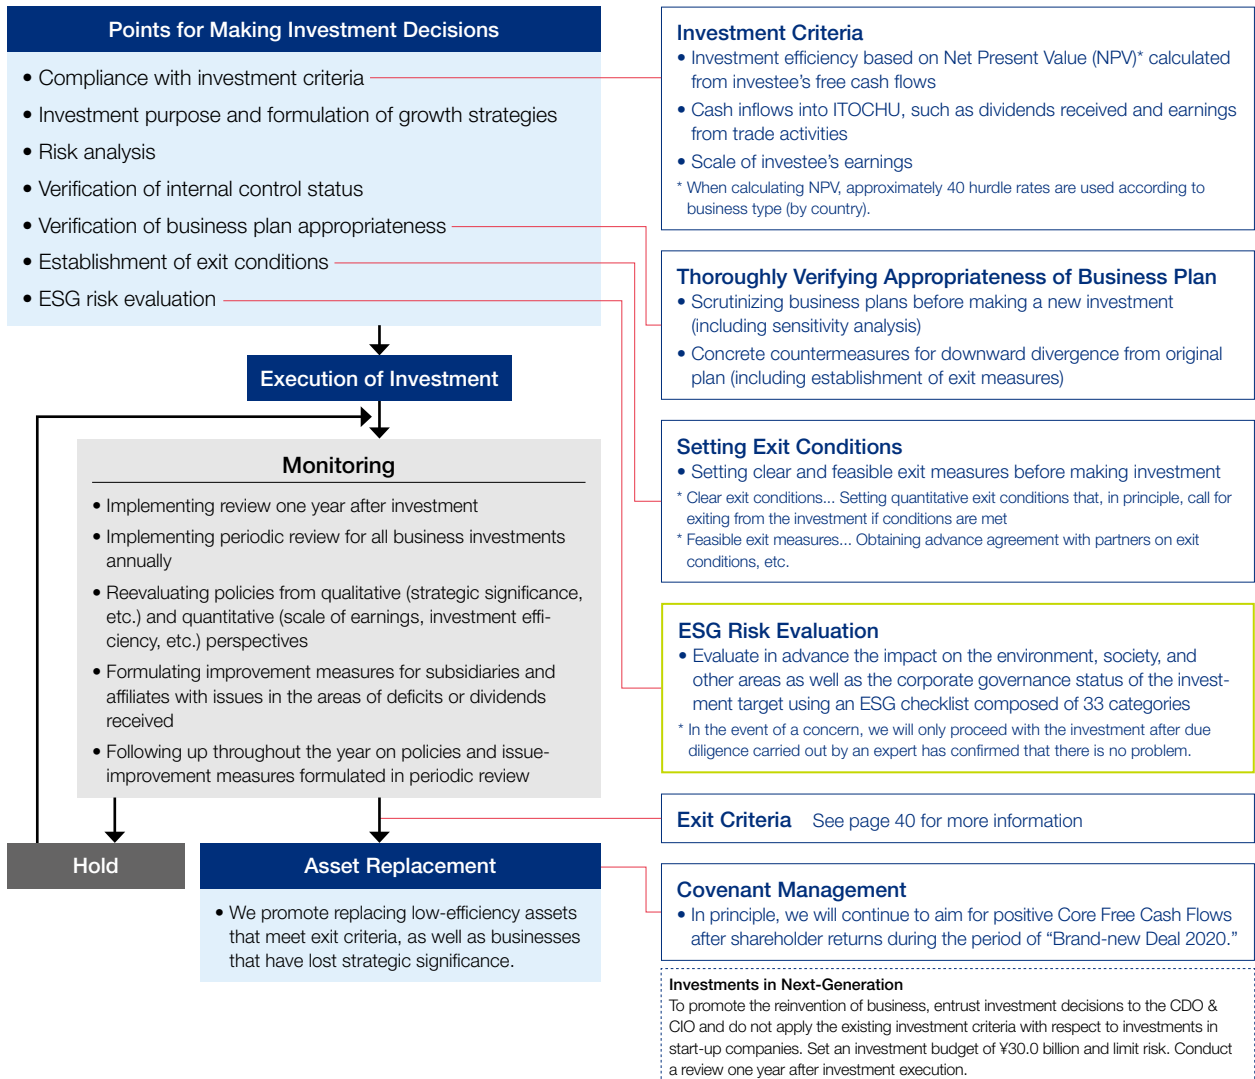 Points for Making Investment Decisions
• Compliance with investment criteria
• Investment purpose and formulation of growth strategies
• Risk analysis
• Verification of internal control status
• Verification of business plan appropriateness
• Establishment of exit conditions
• ESG risk evaluation
Execution of Investment
Monitoring
• Implementing review one year after investment
• Implementing periodic review for all business investments
annually
• Reevaluating policies from qualitative (strategic significance,
etc.) and quantitative (scale of earnings, investment effi-
ciency, etc.) perspectives
• Formulating improvement measures for subsidiaries and
affiliates with issues in the areas of deficits or dividends
received
• Following up throughout the year on policies and issue-
improvement measures formulated in periodic review
Hold
Asset Replacement
• We promote replacing low-efficiency assets
that meet exit criteria, as well as businesses
that have lost strategic significance.
Investment Criteria
• Investment efficiency based on Net Present Value (NPV)* calculated
from investee's free cash flows
• Cash inflows into ITOCHU, such as dividends received and earnings
from trade activities
• Scale of investee's earnings
* When calculating NPV, approximately 40 hurdle rates are used according to
business type (by country).
Thoroughly Verifying Appropriateness of Business Plan
• Scrutinizing business plans before making a new investment
(including sensitivity analysis)
• Concrete countermeasures for downward divergence from original
plan (including establishment of exit measures)
Setting Exit Conditions
• Setting clear and feasible exit measures before making investment
* Clear exit conditions... Setting quantitative exit conditions that, in principle, call for
exiting from the investment if conditions are met
* Feasible exit measures... Obtaining advance agreement with partners on exit
conditions, etc.
ESG Risk Evaluation
• Evaluate in advance the impact on the environment, society, and
other areas as well as the corporate governance status of the invest-
ment target using an ESG checklist composed of 33 categories
* In the event of a concern, we will only proceed with the investment after due
diligence carried out by an expert has confirmed that there is no problem.
Exit Criteria See page 40 for more information
Covenant Management
• In principle, we will continue to aim for positive Core Free Cash Flows
after shareholder returns during the period of "Brand-new Deal 2020."
Investments in Next-Generation
To promote the reinvention of business, entrust investment decisions to the CDO &
CIO and do not apply the existing investment criteria with respect to investments in
start-up companies. Set an investment budget of ¥30.0 billion and limit risk. Conduct
a review one year after investment execution.